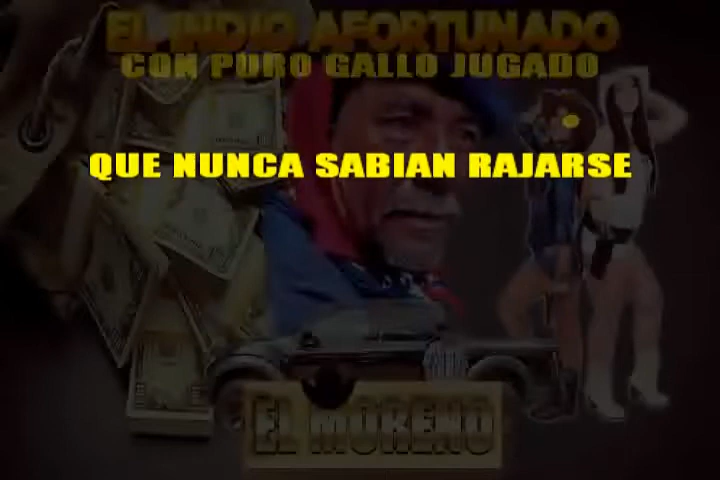 EL INDIO AFORTUNADO
CON PURO GALLO JUGADO
QUE NUNCA SABIAN RAJARSE
EL MORENO